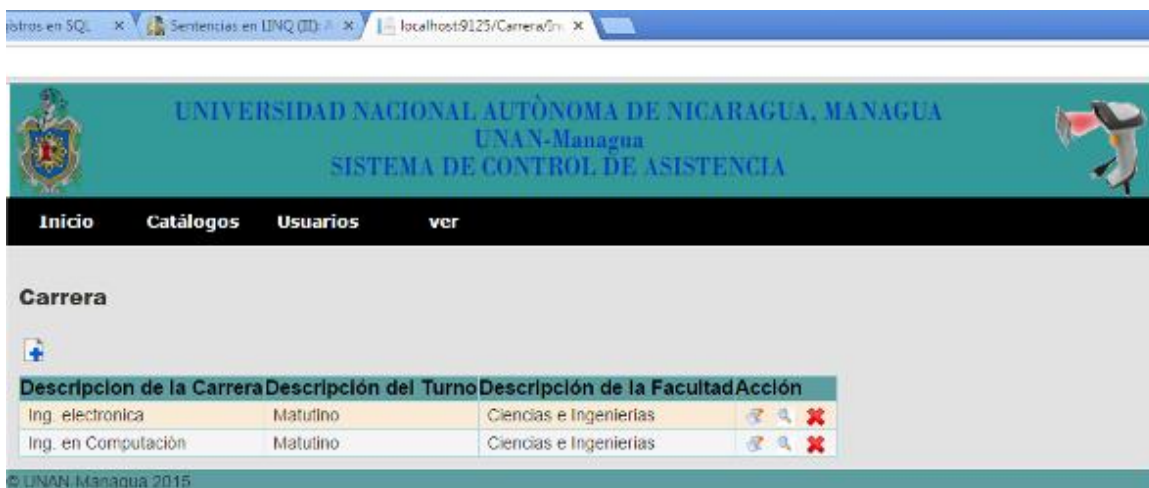 istros en SQL
Sentencias en LINQ (II): A
localhost:9125/Carrera/In
UNIVERSIDAD NACIONAL AUTÒNOMA DE NICARAGUA, MANAGUA
UNAN-Managua
SISTEMA DE CONTROL DE ASISTENCIA
Inicio Catálogos Usuarios ver
Carrera
Descripcion de la Carrera Descripción del Turno Descripción de la Facultad Acción
Ing. electronica Matutino Ciencias e Ingenierias
Ing. en Computación Matutino Ciencias e Ingenierias
© UNAN-Managua 2015